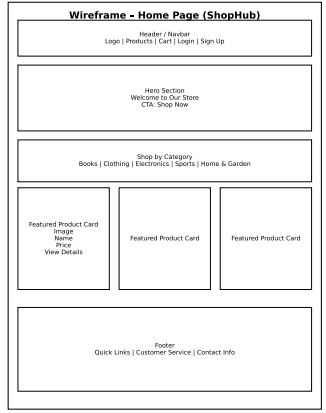 Wireframe – Home Page (ShopHub)
Header / Navbar
Logo | Products | Cart | Login | Sign Up
Hero Section
Welcome to Our Store
CTA: Shop Now
Shop by Category
Books | Clothing | Electronics | Sports | Home & Garden
Featured Product Card
Image
Name
Price
View Details
Featured Product Card
Featured Product Card
Footer
Quick Links | Customer Service | Contact Info